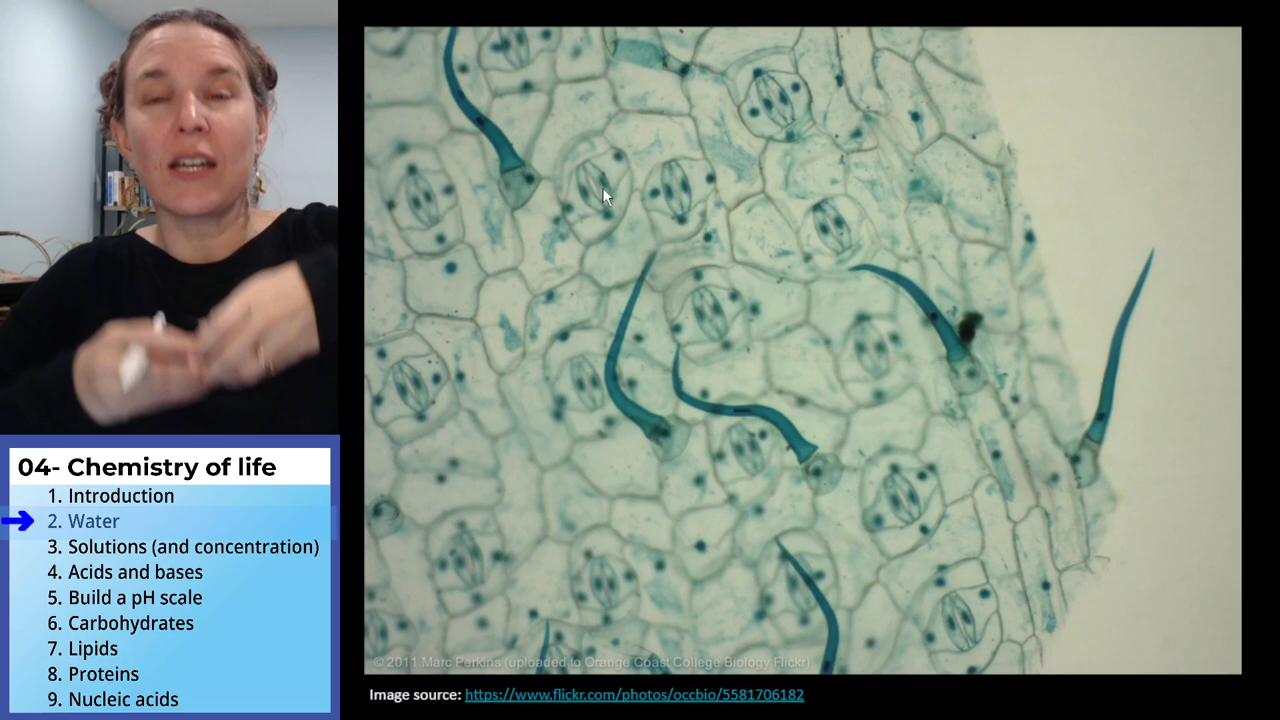 04- Chemistry of life
1. Introduction
2. Water
3. Solutions (and concentration)
4. Acids and bases
5. Build a pH scale
6. Carbohydrates
7. Lipids
8. Proteins
9. Nucleic acids
© 2011 Marc Perkins (uploaded to Orange Coast College Biology Flickr)
Image source: https://www.flickr.com/photos/occbio/5581706182